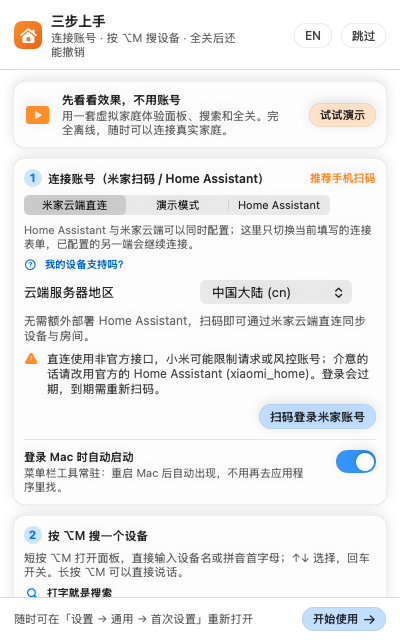 三步上手
连接账号 · 按 ⌥M 搜设备 · 全关后还
能撤销
EN
跳过
先看看效果，不用账号
用一套虚拟家庭体验面板、搜索和全关。完
全离线，随时可以连接真实家庭。
试试演示
1 连接账号（米家扫码 / Home Assistant）
推荐手机扫码
米家云端直连
演示模式
Home Assistant
Home Assistant 与米家云端可以同时配置；这里只切换当前填写的连接
表单，已配置的另一端会继续连接。
我的设备支持吗？
云端服务器地区
中国大陆 (cn)
无需额外部署 Home Assistant，扫码即可通过米家云端直连同步
设备与房间。
直连使用非官方接口，小米可能限制请求或风控账号；介意的
话请改用官方的 Home Assistant (xiaomi_home)。登录会过
期，到期需重新扫码。
扫码登录米家账号
登录 Mac 时自动启动
菜单栏工具常驻：重启 Mac 后自动出现，不用再去应用程
序里找。
2 按 ⌥M 搜一个设备
短按 ⌥M 打开面板，直接输入设备名或拼音首字母；↑↓ 选择，回车
开关。长按 ⌥M 可以直接说话。
打字就是搜索
随时可在「设置 → 通用 → 首次设置」重新打开
开始使用 →